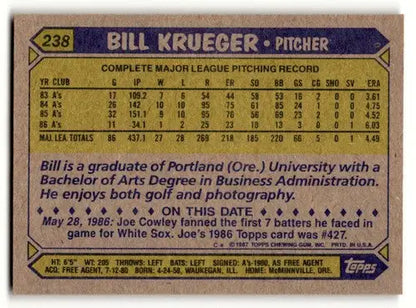 238 BILL KRUEGER • PITCHER
COMPLETE MAJOR LEAGUE PITCHING RECORD
YR CLUB G IP W L R ER SO BB GS CG SHO SV ERA
83 A's 17 109.2 7 6 54 44 58 53 16 2 0 0 3.61
84 A's 26 142 10 10 95 75 61 85 24 1 0 0 4.75
85 A's 32 151.1 9 10 95 76 56 69 23 2 0 0 4.52
86 A's 11 34.1 1 2 25 23 10 13 3 0 0 1 6.03
MAJ.LEA.TOTALS 86 437.1 27 28 269 218 185 220 66 5 0 1 4.49
Bill is a graduate of Portland (Ore.) University with a
Bachelor of Arts Degree in Business Administration.
He enjoys both golf and photography.
ON THIS DATE
May 28, 1986: Joe Cowley fanned the first 7 batters he faced in
game for White Sox. Joe's 1986 Topps card was #427.
© 1987 TOPPS CHEWING GUM, INC. PRTD. IN U.S.A.
HT: 6'5" WT: 205 THROWS: LEFT BATS: LEFT SIGNED: A's-1980, AS FREE AGENT
ACQ: FREE AGENT, 7-12-80 BORN: 4-24-58, WAUKEGAN, ILL. HOME: McMINNVILLE, ORE.
Topps